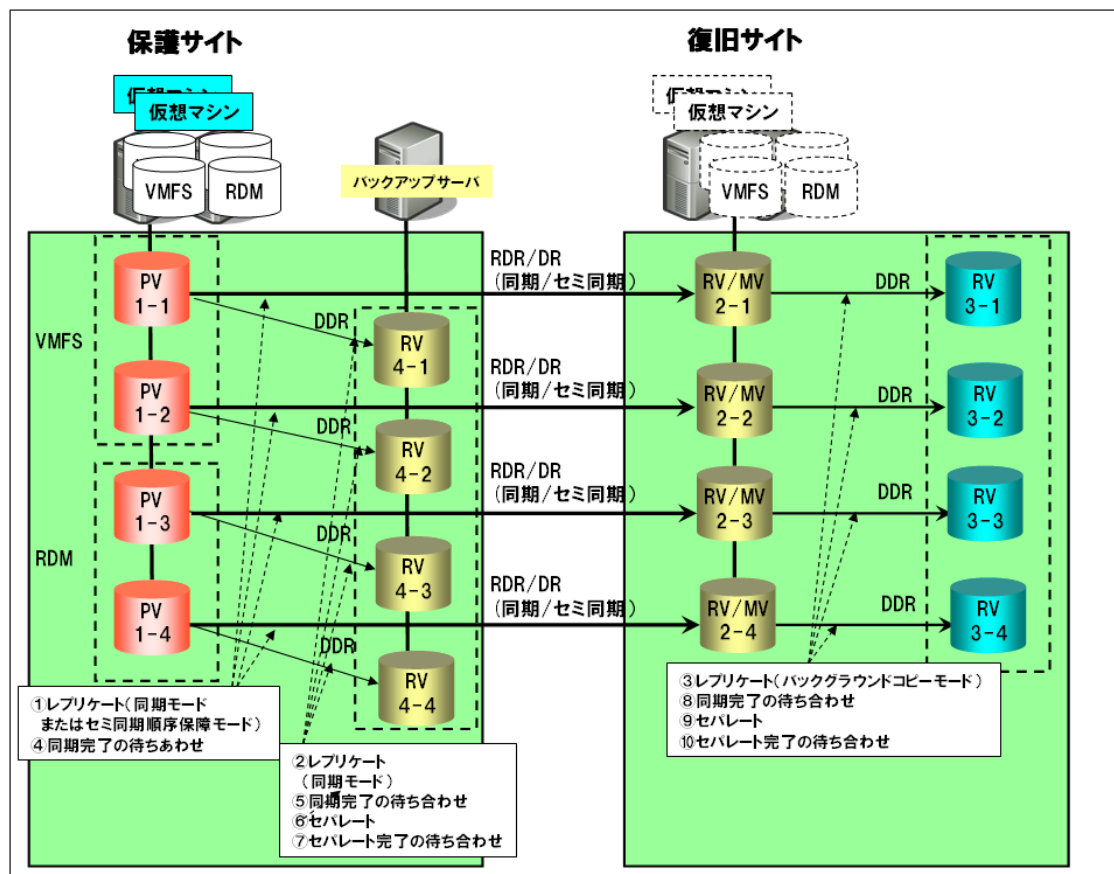 保護サイト
復旧サイト
仮想マシン
仮想マシン
VMFS
RDM
バックアップサーバ
仮想マシン
仮想マシン
VMFS
RDM
VMFS
RDM
PV
1-1
PV
1-2
PV
1-3
PV
1-4
DDR
DDR
DDR
DDR
RV
4-1
RV
4-2
RV
4-3
RV
4-4
RDR/DR
(同期/セミ同期)
RDR/DR
(同期/セミ同期)
RDR/DR
(同期/セミ同期)
RDR/DR
(同期/セミ同期)
RV/MV
2-1
RV/MV
2-2
RV/MV
2-3
RV/MV
2-4
DDR
DDR
DDR
DDR
RV
3-1
RV
3-2
RV
3-3
RV
3-4
①レプリケート(同期モード
またはセミ同期順序保障モード)
④同期完了の待ちあわせ
②レプリケート
(同期モード)
⑤同期完了の待ち合わせ
⑥セパレート
⑦セパレート完了の待ち合わせ
③レプリケート(バックグラウンドコピーモード)
⑧同期完了の待ち合わせ
⑨セパレート
⑩セパレート完了の待ち合わせ